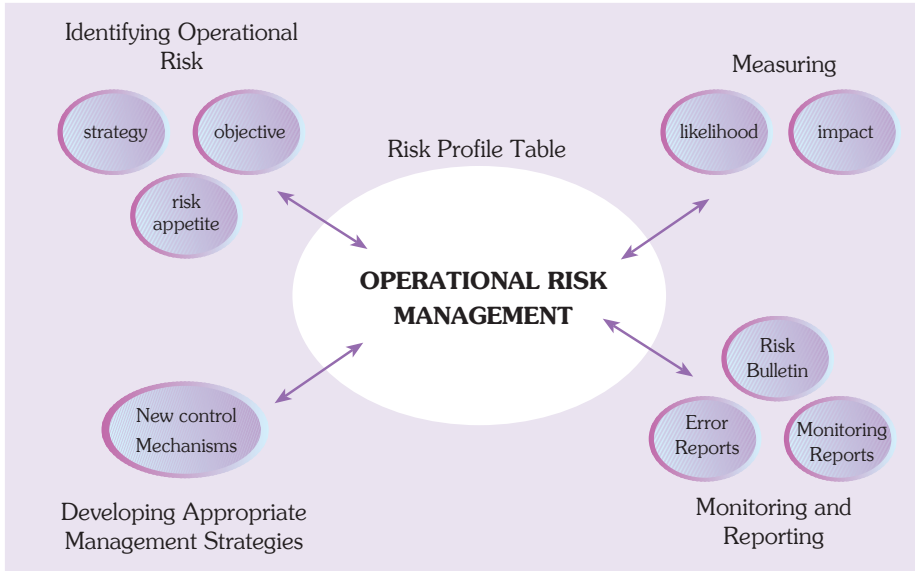 Identifying Operational
Risk
strategy
objective
risk
appetite
Measuring
likelihood
impact
Risk Profile Table
OPERATIONAL RISK
MANAGEMENT
New control
Mechanisms
Developing Appropriate
Management Strategies
Risk
Bulletin
Error
Reports
Monitoring
Reports
Monitoring and
Reporting